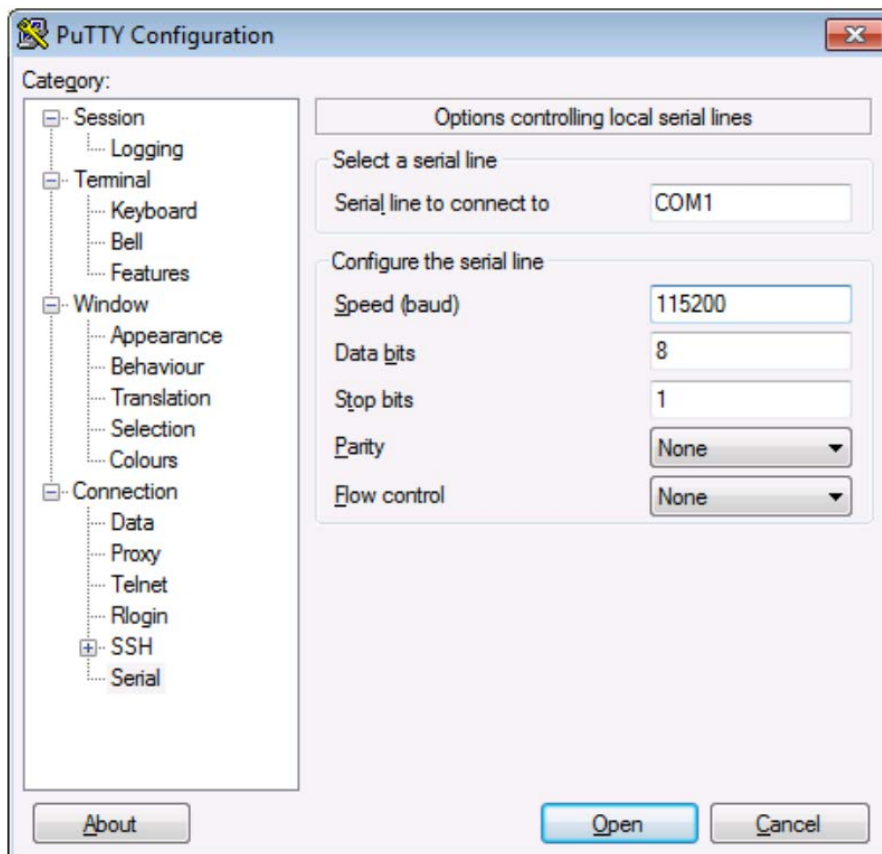 PuTTY Configuration
Category:
Session
Logging
Terminal
Keyboard
Bell
Features
Window
Appearance
Behaviour
Translation
Selection
Colours
Connection
Data
Proxy
Telnet
Rlogin
SSH
Serial
Options controlling local serial lines
Select a serial line
Serial line to connect to COM1
Configure the serial line
Speed (baud) 115200
Data bits 8
Stop bits 1
Parity None
Flow control None
About Open Cancel